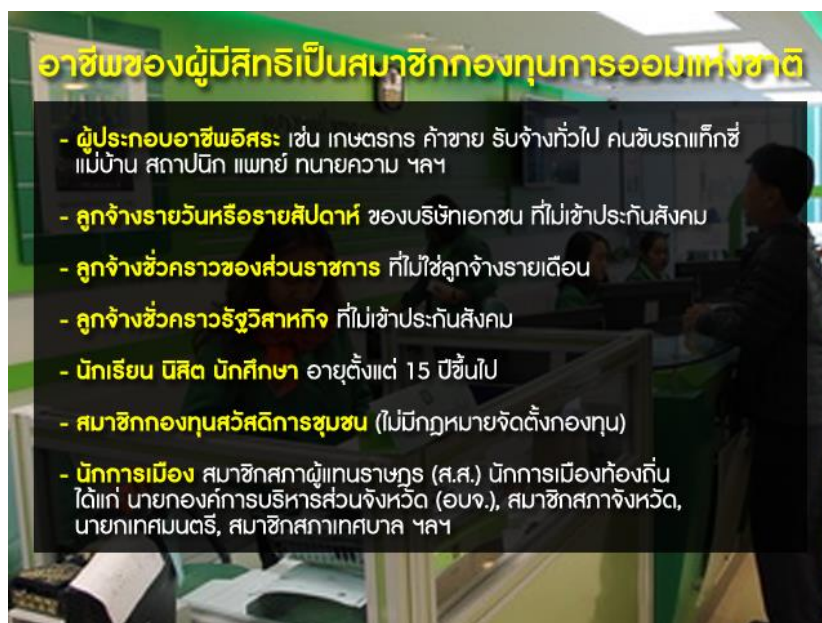 อาชีพของผู้มีสิทธิเป็นสมาชิกกองทุนการออมแห่งชาติ
- ผู้ประกอบอาชีพอิสระ เช่น เกษตรกร ค้าขาย รับจ้างทั่วไป คนขับรถแท็กซี่
แม่บ้าน สถาปนิก แพทย์ ทนายความ ฯลฯ
- ลูกจ้างรายวันหรือรายสัปดาห์ ของบริษัทเอกชน ที่ไม่เข้าประกันสังคม
- ลูกจ้างชั่วคราวของส่วนราชการ ที่ไม่ใช่ลูกจ้างรายเดือน
- ลูกจ้างชั่วคราวรัฐวิสาหกิจ ที่ไม่เข้าประกันสังคม
- นักเรียน นิสิต นักศึกษา อายุตั้งแต่ 15 ปีขึ้นไป
- สมาชิกกองทุนสวัสดิการชุมชน (ไม่มีกฎหมายจัดตั้งกองทุน)
- นักการเมือง สมาชิกสภาผู้แทนราษฎร (ส.ส.) นักการเมืองท้องถิ่น
ได้แก่ นายกองค์การบริหารส่วนจังหวัด (อบจ.), สมาชิกสภาจังหวัด,
นายกเทศมนตรี, สมาชิกสภาเทศบาล ฯลฯ